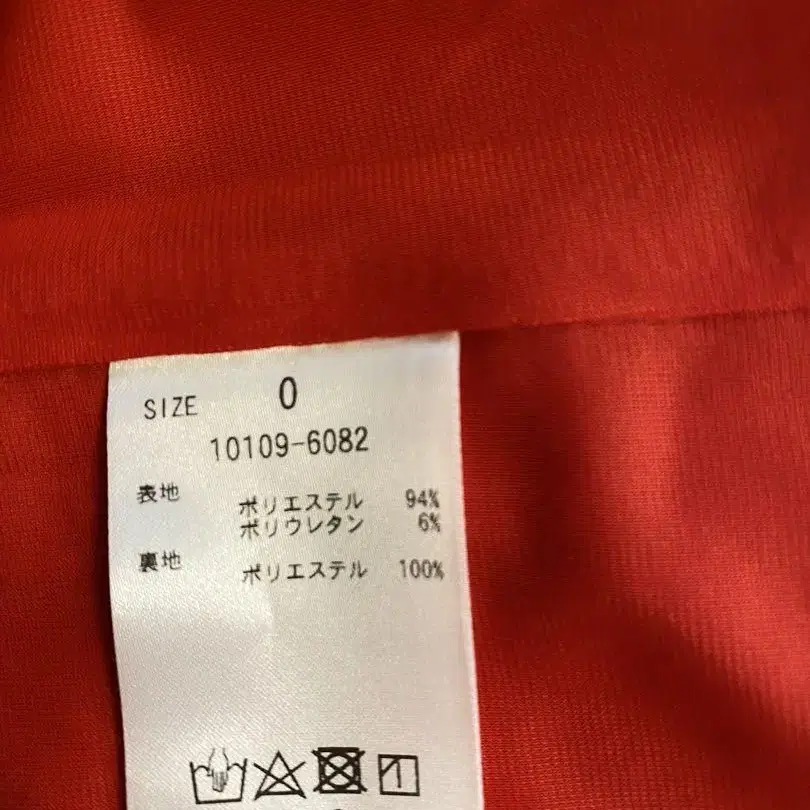 SIZE 0
10109-6082
表地 ポリエステル 94%
ポリウレタン 6%
裏地 ポリエステル 100%